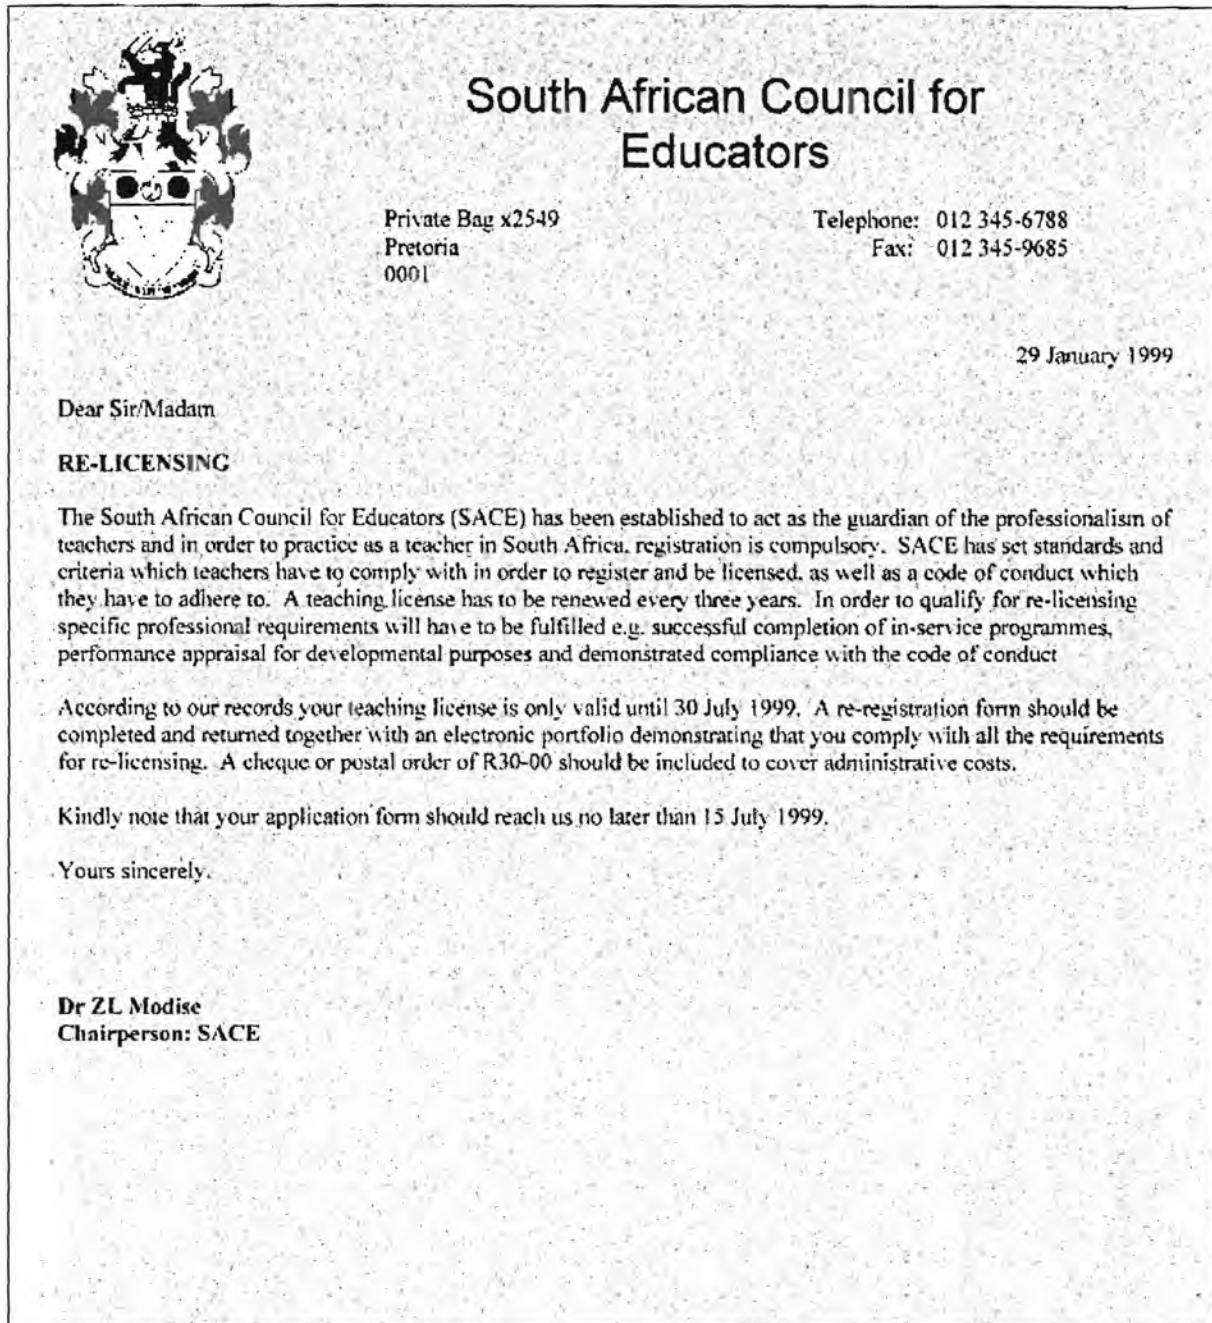 South African Council for
Educators
Private Bag x2549
Pretoria
0001
Telephone: 012 345-6788
Fax: 012 345-9685
29 January 1999
Dear Sir/Madam
RE-LICENSING
The South African Council for Educators (SACE) has been established to act as the guardian of the professionalism of
teachers and in order to practice as a teacher in South Africa, registration is compulsory. SACE has set standards and
criteria which teachers have to comply with in order to register and be licensed, as well as a code of conduct which
they have to adhere to. A teaching license has to be renewed every three years. In order to qualify for re-licensing
specific professional requirements will have to be fulfilled e.g. successful completion of in-service programmes,
performance appraisal for developmental purposes and demonstrated compliance with the code of conduct
According to our records your teaching license is only valid until 30 July 1999. A re-registration form should be
completed and returned together with an electronic portfolio demonstrating that you comply with all the requirements
for re-licensing. A cheque or postal order of R30-00 should be included to cover administrative costs.
Kindly note that your application form should reach us no later than 15 July 1999.
Yours sincerely.
Dr ZL Modise
Chairperson: SACE